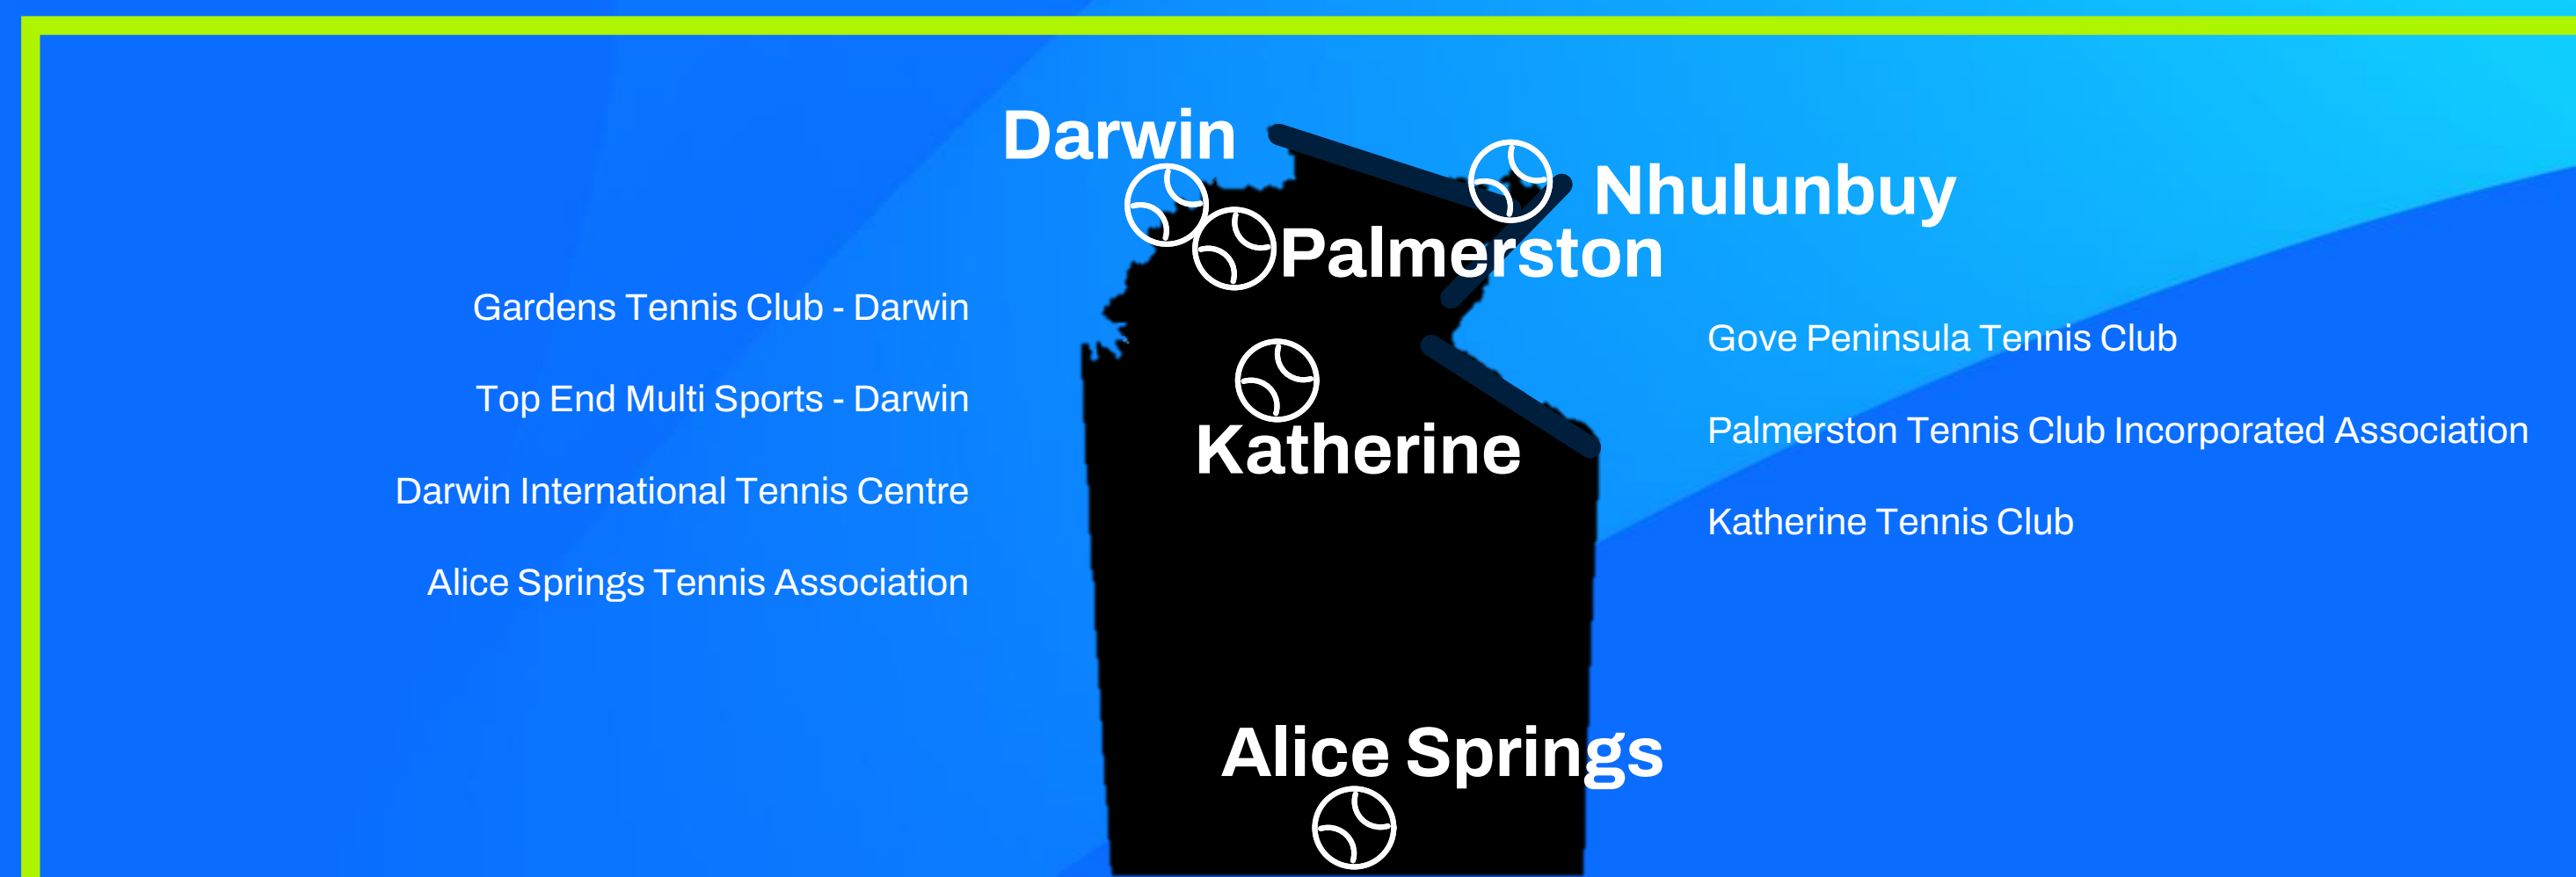 Darwin
Nhulunbuy
Palmerston
Gardens Tennis Club - Darwin
Gove Peninsula Tennis Club
Top End Multi Sports - Darwin
Palmerston Tennis Club Incorporated Association
Katherine
Darwin International Tennis Centre
Katherine Tennis Club
Alice Springs Tennis Association
Alice Springs